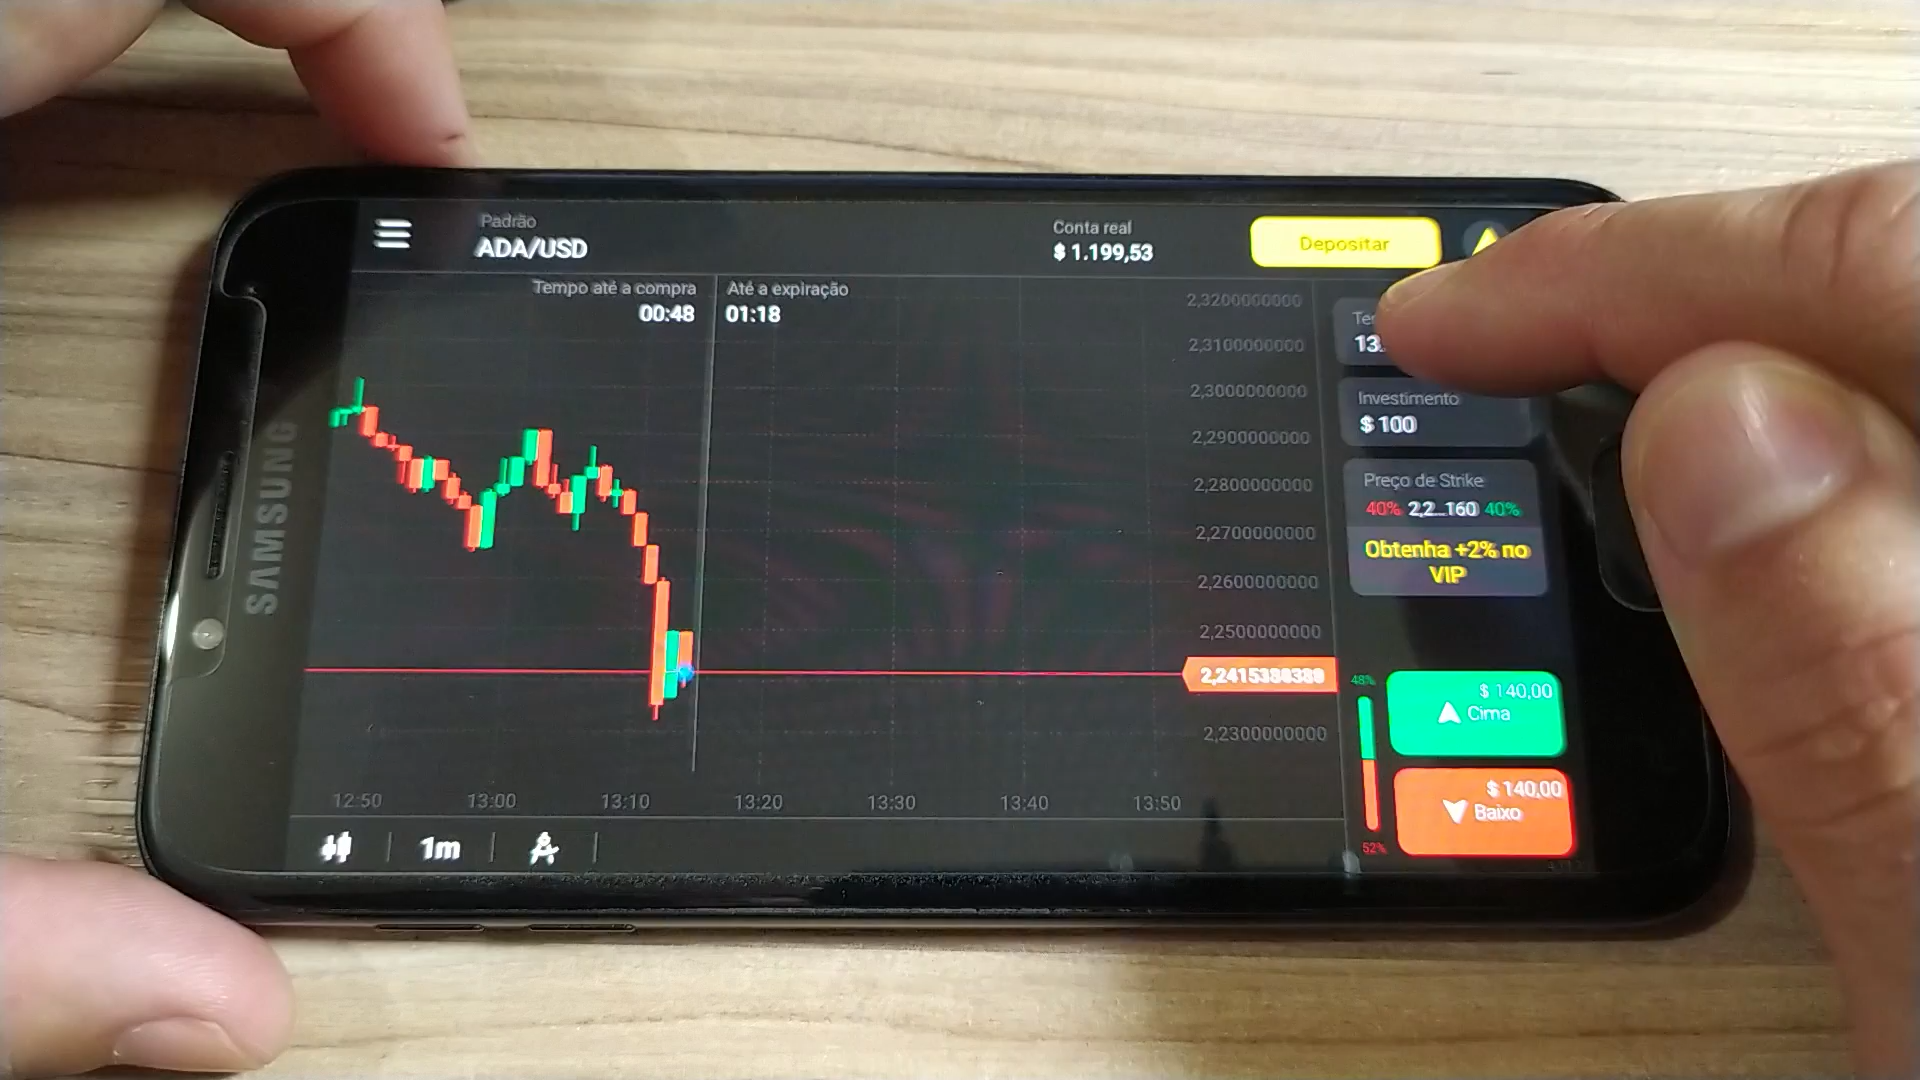 SAMSUNG
Padrão
ADA/USD
Conta real
$ 1.199,53
Depositar
Tempo até a compra
00:48
Até a expiração
01:18
2,3200000000
2,3100000000
2,3000000000
2,2900000000
2,2800000000
2,2700000000
2,2600000000
2,2500000000
2,2300000000
13:
Investimento
$ 100
Preço de Strike
40% 2,2...160 40%
Obtenha +2% no
VIP
48%
$ 140,00
Cima
$ 140,00
Baixo
52%
12:50
13:00
13:10
13:20
13:30
13:40
13:50
1m